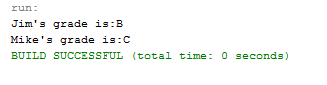 run:
Jim's grade is:B
Mike's grade is:C
BUILD SUCCESSFUL (total time: 0 seconds)